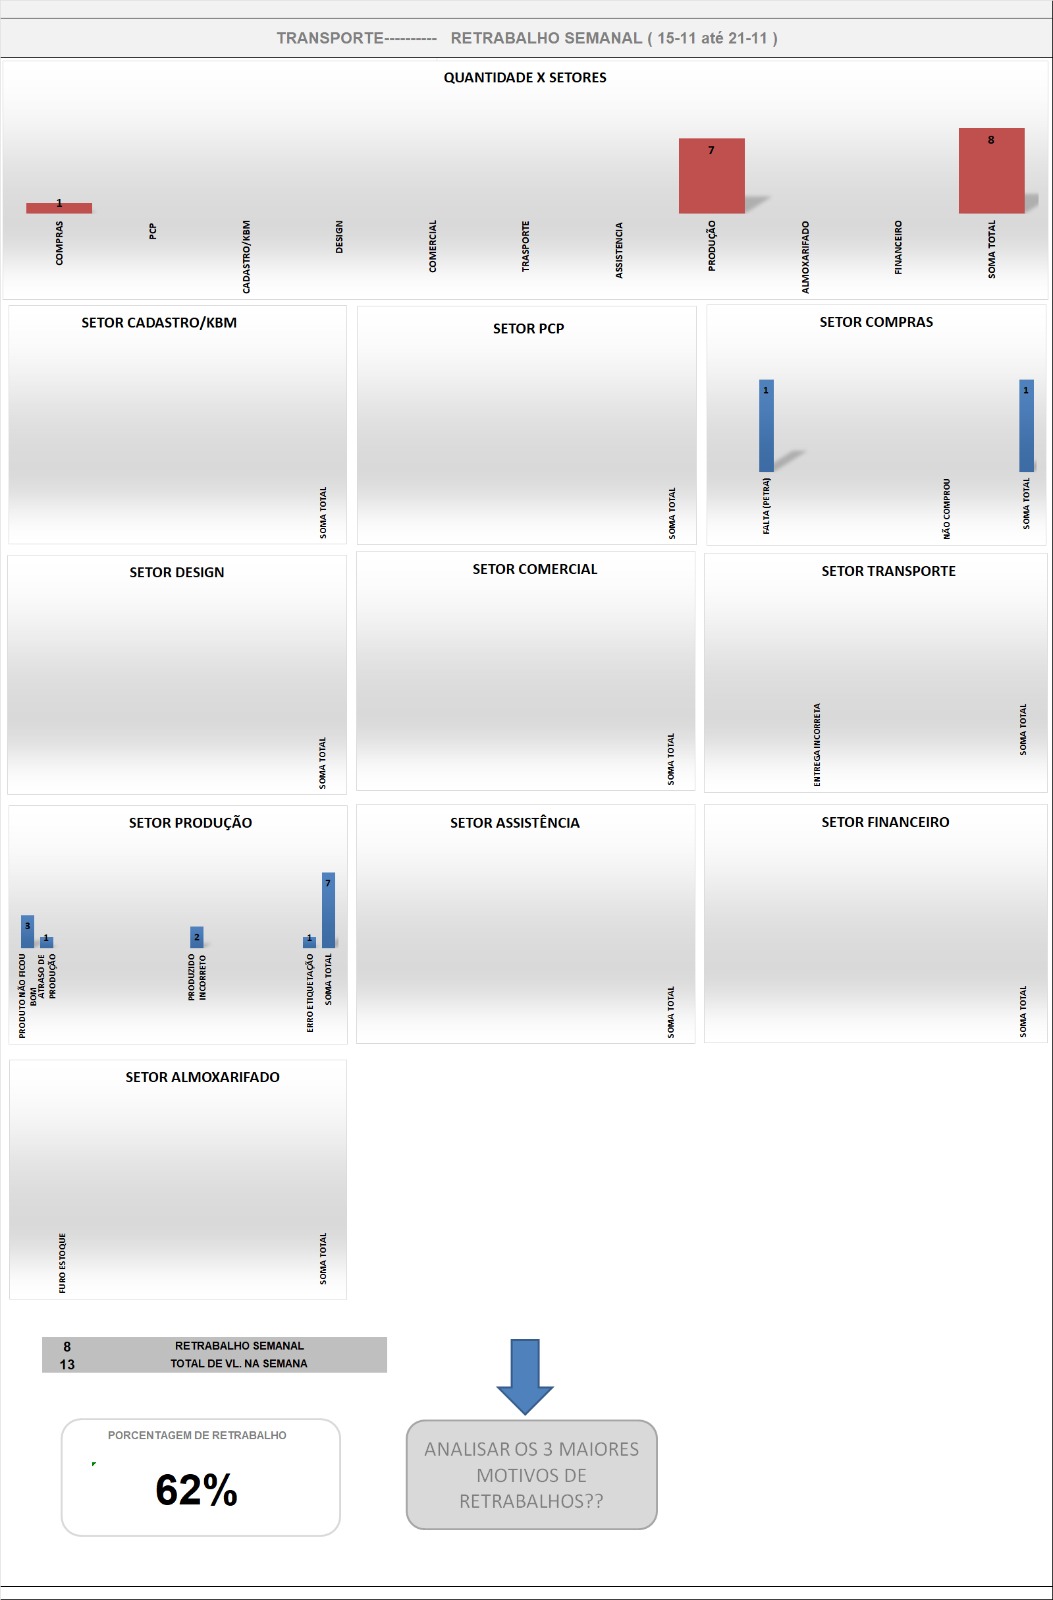 TRANSPORTE---------- RETRABALHO SEMANAL ( 15-11 até 21-11 )
QUANTIDADE X SETORES
1
7
8
COMPRAS
PCP
CADASTRO/KBM
DESIGN
COMERCIAL
TRASPORTE
ASSISTENCIA
PRODUÇÃO
ALMOXARIFADO
FINANCEIRO
SOMA TOTAL
SETOR CADASTRO/KBM
SOMA TOTAL
SETOR PCP
SOMA TOTAL
SETOR COMPRAS
1
1
FALTA (PETRA)
NÃO COMPROU
SOMA TOTAL
SETOR DESIGN
SOMA TOTAL
SETOR COMERCIAL
SOMA TOTAL
SETOR TRANSPORTE
ENTREGA INCORRETA
SOMA TOTAL
SETOR PRODUÇÃO
3
1
2
1
7
PRODUTO NÃO FICOU
BOM
ATRASO DE
PRODUÇÃO
PRODUZIDO
INCORRETO
ERRO ETIQUETAÇÃO
SOMA TOTAL
SETOR ASSISTÊNCIA
SOMA TOTAL
SETOR FINANCEIRO
SOMA TOTAL
SETOR ALMOXARIFADO
FURO ESTOQUE
SOMA TOTAL
8 RETRABALHO SEMANAL
13 TOTAL DE VL. NA SEMANA
PORCENTAGEM DE RETRABALHO
62%
ANALISAR OS 3 MAIORES
MOTIVOS DE
RETRABALHOS??